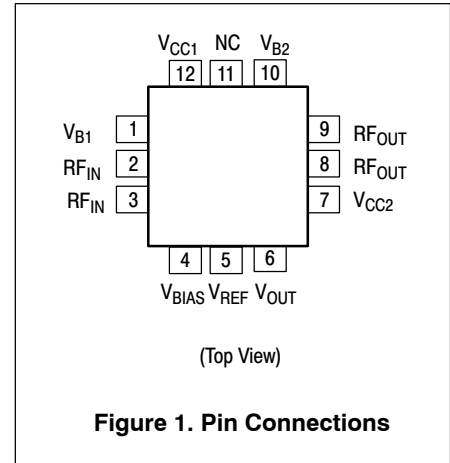 VCC1 NC VB2
12 11 10
VB1 1 9 RFOUT
RFIN 2 8 RFOUT
RFIN 3 7 VCC2
4 5 6
VBIAS VREF VOUT
(Top View)
Figure 1. Pin Connections